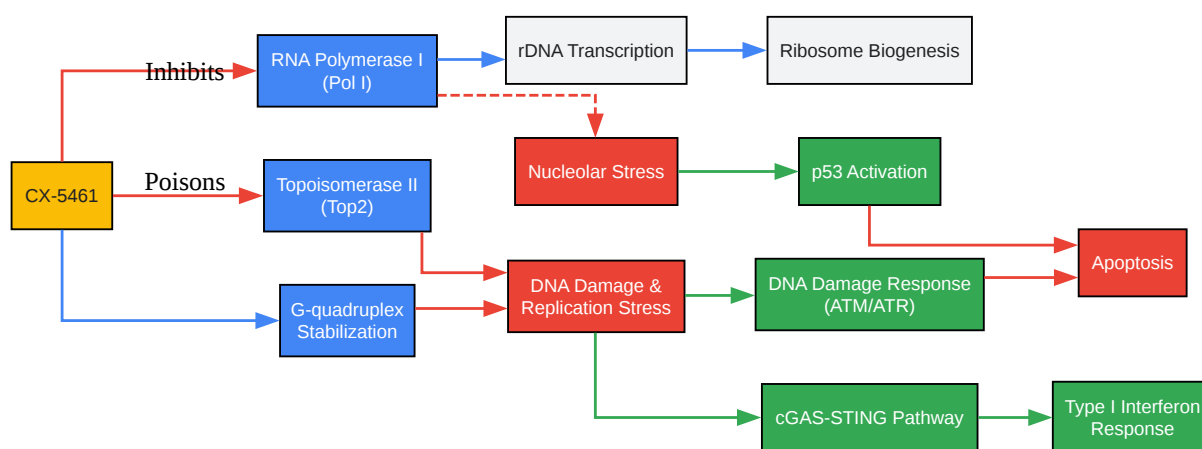 RNA Polymerase I
(Pol I)
rDNA Transcription
Ribosome Biogenesis
Inhibits
CX-5461
Poisons
Topoisomerase II
(Top2)
Nucleolar Stress
p53 Activation
G-quadruplex
Stabilization
DNA Damage &
Replication Stress
DNA Damage Response
(ATM/ATR)
Apoptosis
cGAS-STING Pathway
Type I Interferon
Response